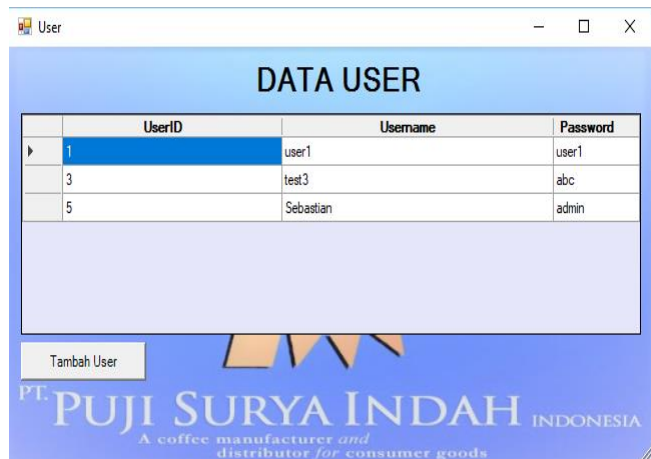 User
DATA USER
UserID Username Password
1 user1 user1
3 test3 abc
5 Sebastian admin
Tambah User
PT. PUJI SURYA INDAH INDONESIA
A coffee manufacturer and
distributor for consumer goods